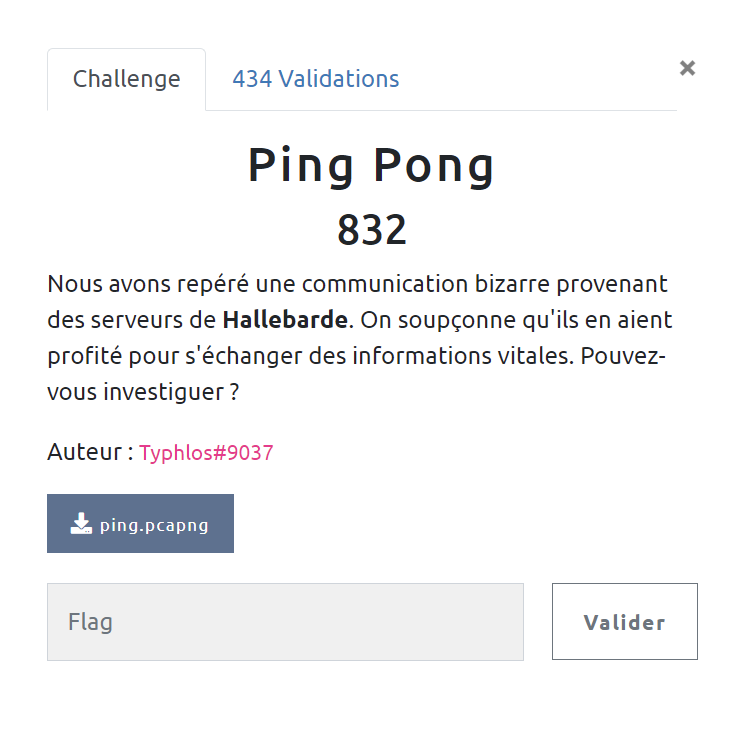 Challenge
434 Validations
×
Ping Pong
832
Nous avons repéré une communication bizarre provenant
des serveurs de Hallebarde. On soupçonne qu'ils en aient
profité pour s'échanger des informations vitales. Pouvez-
vous investiguer ?
Auteur : Typhlos#9037
ping.pcapng
Flag
Valider